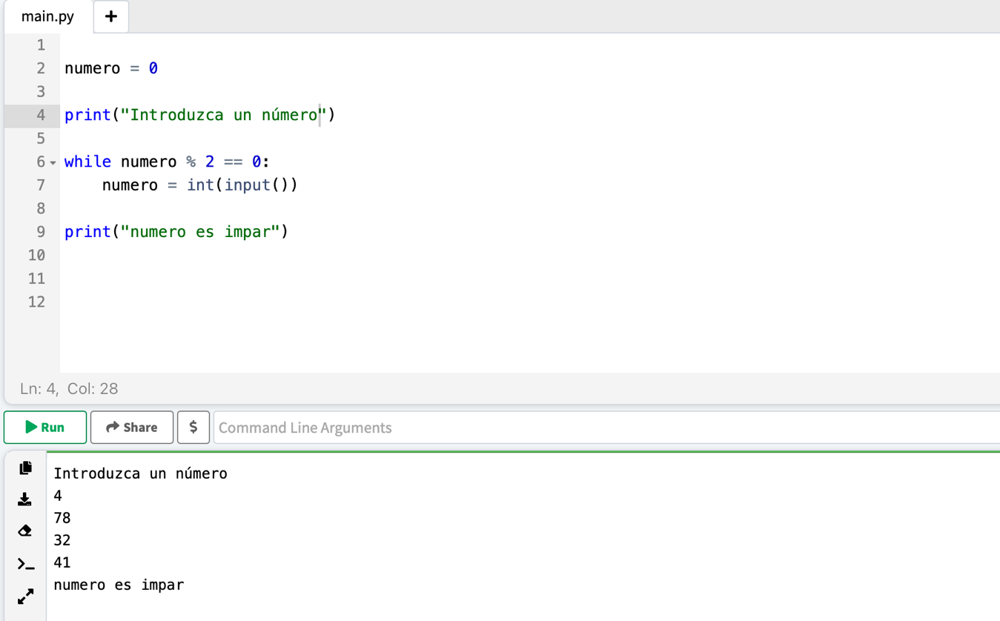 main.py +
1
2 numero = 0
3
4 print("Introduzca un número")
5
6 while numero % 2 == 0:
7     numero = int(input())
8
9 print("numero es impar")
10
11
12
Ln: 4, Col: 28
Run Share $ Command Line Arguments
Introduzca un número
4
78
32
41
numero es impar